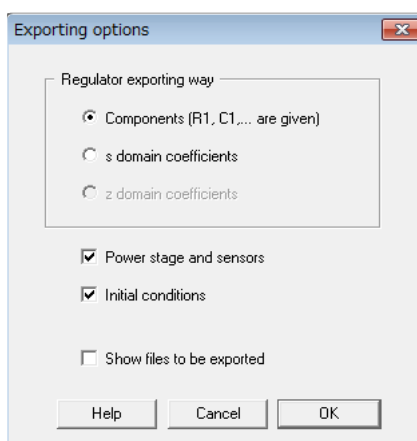 Exporting options
Regulator exporting way
Components (R1, C1,... are given)
s domain coefficients
z domain coefficients
Power stage and sensors
Initial conditions
Show files to be exported
Help Cancel OK